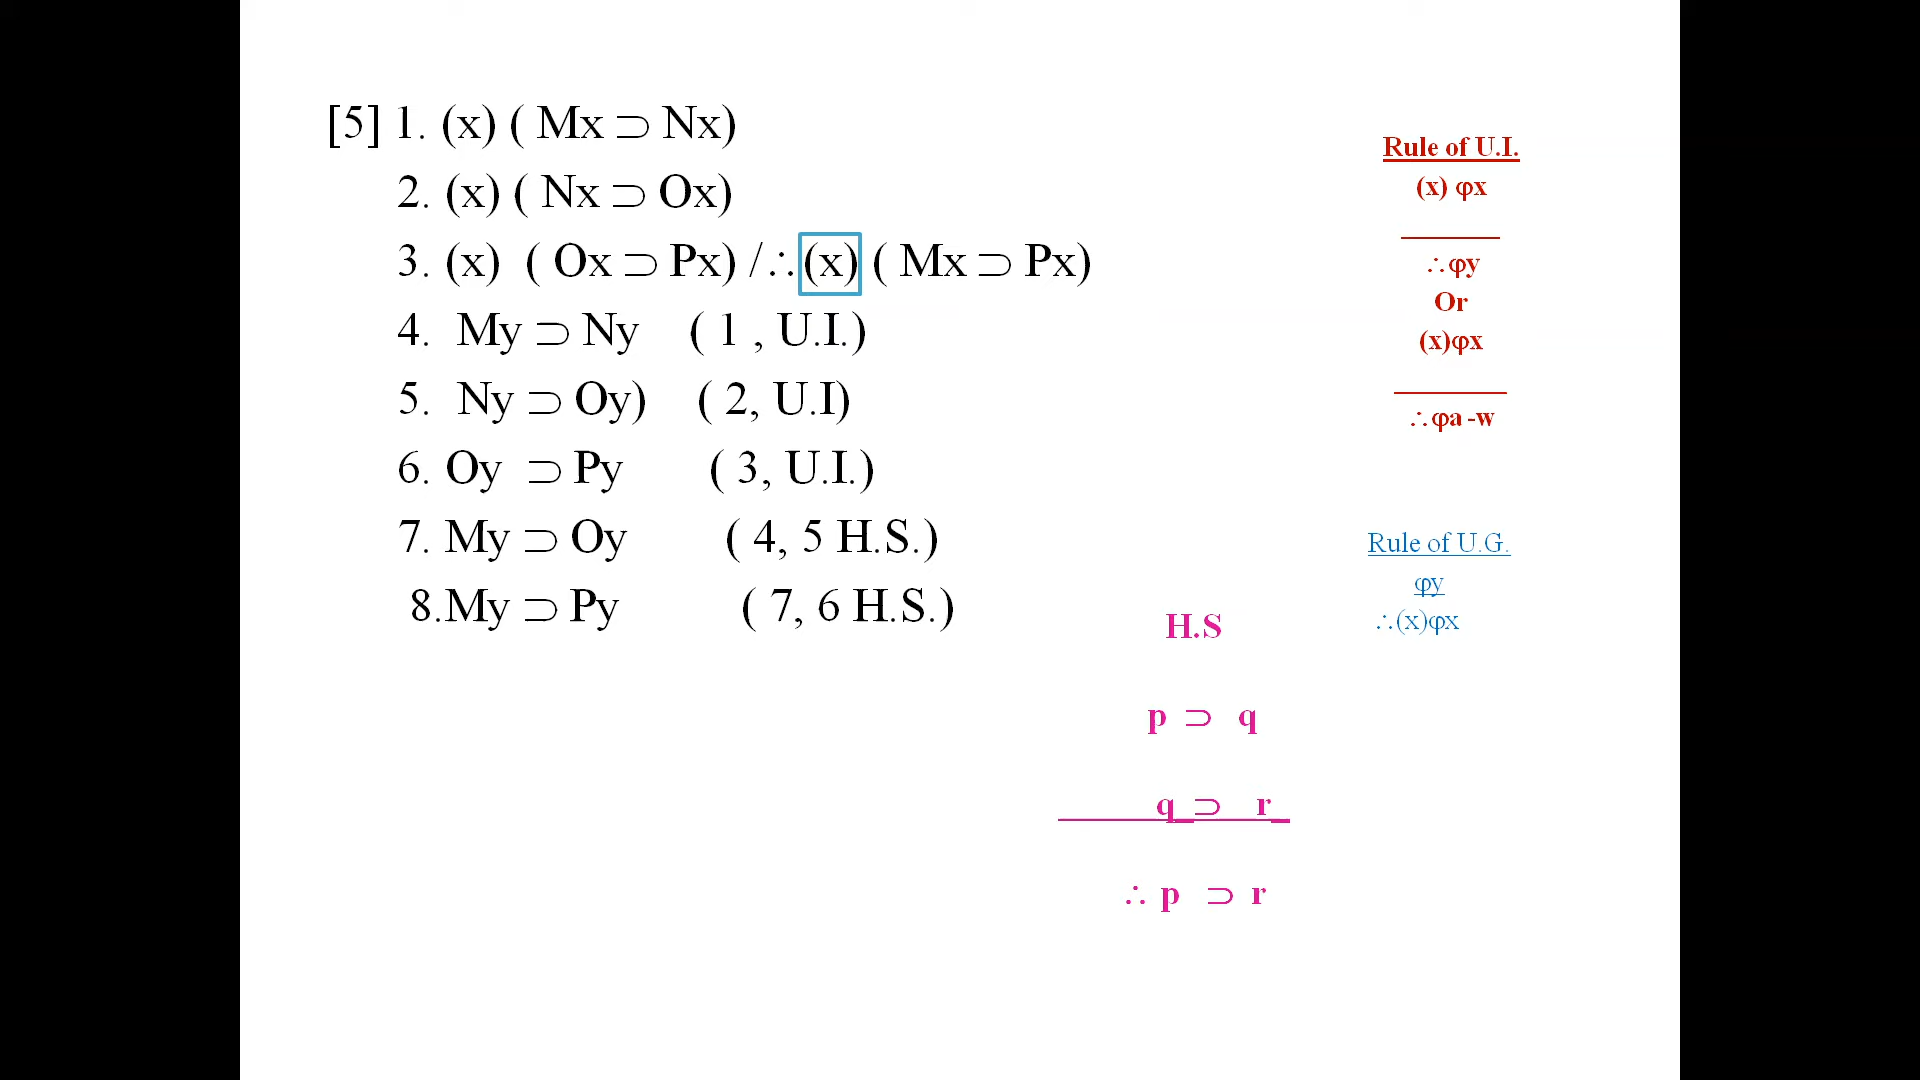 [5] 1. (x) ( Mx ⊃ Nx)
2. (x) ( Nx ⊃ Ox)
3. (x) ( Ox ⊃ Px) /∴ (x) ( Mx ⊃ Px)
4. My ⊃ Ny ( 1 , U.I.)
5. Ny ⊃ Oy) ( 2, U.I)
6. Oy ⊃ Py ( 3, U.I.)
7. My ⊃ Oy ( 4, 5 H.S.)
8.My ⊃ Py ( 7, 6 H.S.)
Rule of U.I.
(x) φx
∴φy
Or
(x)φx
∴φa -w
Rule of U.G.
φy
∴(x)φx
H.S
p ⊃ q
q_⊃ r_
∴ p ⊃ r